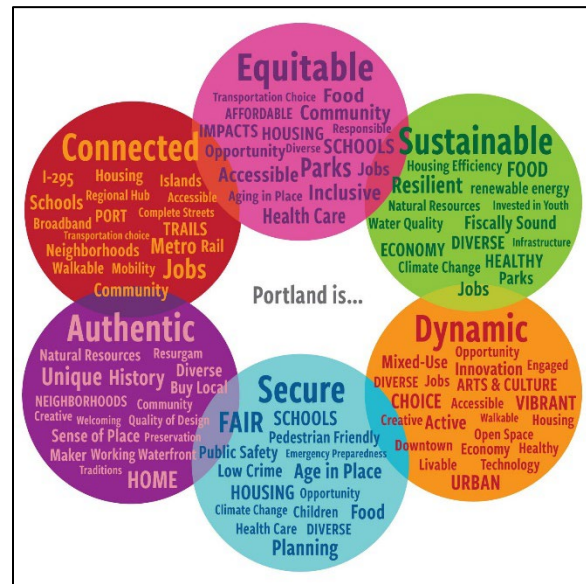 Equitable
Transportation Choice Food
AFFORDABLE Community
IMPACTS HOUSING Responsible
Opportunity Diverse SCHOOLS
Accessible Parks Jobs
Aging in Place Inclusive
Health Care
Connected
I-295 Housing Islands
Schools Regional Hub Accessible
Broadband PORT Complete Streets
Transportation choice TRAILS
Neighborhoods Metro Rail
Walkable Mobility Jobs
Community
Sustainable
Housing Efficiency FOOD
Resilient renewable energy
Natural Resources Invested in Youth
Water Quality Fiscally Sound
ECONOMY DIVERSE Infrastructure
Climate Change HEALTHY
Parks
Jobs
Portland is...
Authentic
Natural Resources Resurgam
Unique History Diverse
Buy Local
NEIGHBORHOODS Community
Creative Welcoming Quality of Design
Sense of Place Preservation
Maker Working Waterfront
Traditions HOME
Secure
FAIR SCHOOLS
Pedestrian Friendly
Public Safety Emergency Preparedness
Low Crime Age in Place
HOUSING Opportunity
Climate Change Children Food
Health Care DIVERSE
Planning
Dynamic
Opportunity
Mixed-Use Innovation Engaged
DIVERSE Jobs ARTS & CULTURE
CHOICE Accessible VIBRANT
Creative Active Walkable Housing
Open Space
Downtown Economy Healthy
Livable Technology
URBAN